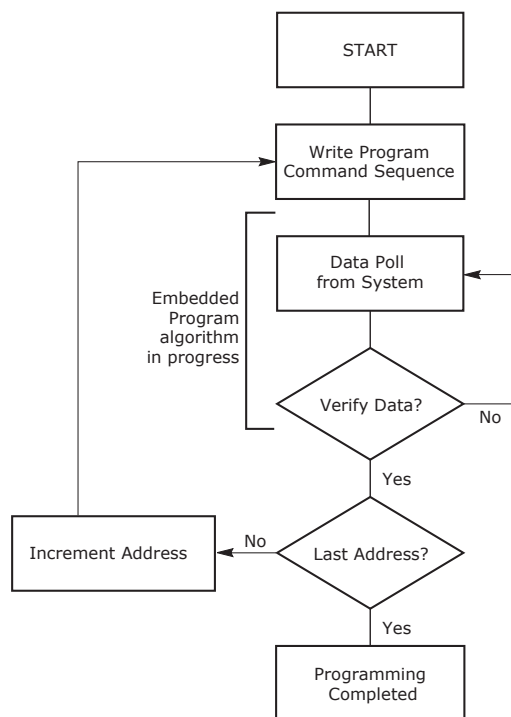 START
Write Program
Command Sequence
Data Poll
from System
Embedded
Program
algorithm
in progress
Verify Data?
No
Yes
Increment Address
No
Last Address?
Yes
Programming
Completed